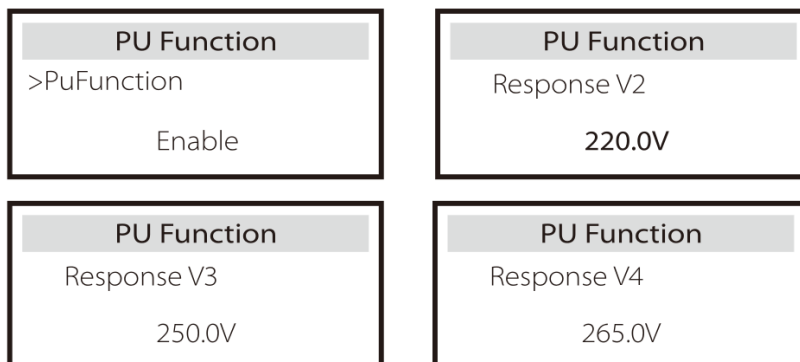 PU Function
>PuFunction
Enable
PU Function
Response V2
220.0V
PU Function
Response V3
250.0V
PU Function
Response V4
265.0V